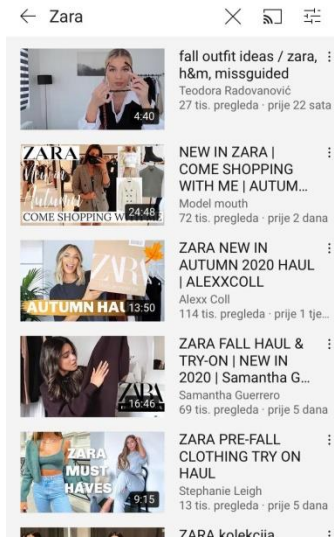 Zara
fall outfit ideas / zara,
h&m, missguided
Teodora Radovanović
27 tis. pregleda · prije 22 sata
4:40
ZARA
New in
Autumn
COME SHOPPING WITH ME
24:48
NEW IN ZARA |
COME SHOPPING
WITH ME | AUTUM...
Model mouth
72 tis. pregleda · prije 2 dana
ZARA
AUTUMN HAUL
13:50
ZARA NEW IN
AUTUMN 2020 HAUL
| ALEXXCOLL
Alexx Coll
114 tis. pregleda · prije 1 tje...
ZARA
16:46
ZARA FALL HAUL &
TRY-ON | NEW IN
2020 | Samantha G...
Samantha Guerrero
69 tis. pregleda · prije 5 dana
ZARA
MUST
HAVES
9:15
ZARA PRE-FALL
CLOTHING TRY ON
HAUL
Stephanie Leigh
13 tis. pregleda · prije 5 dana
ZARA kolekcija